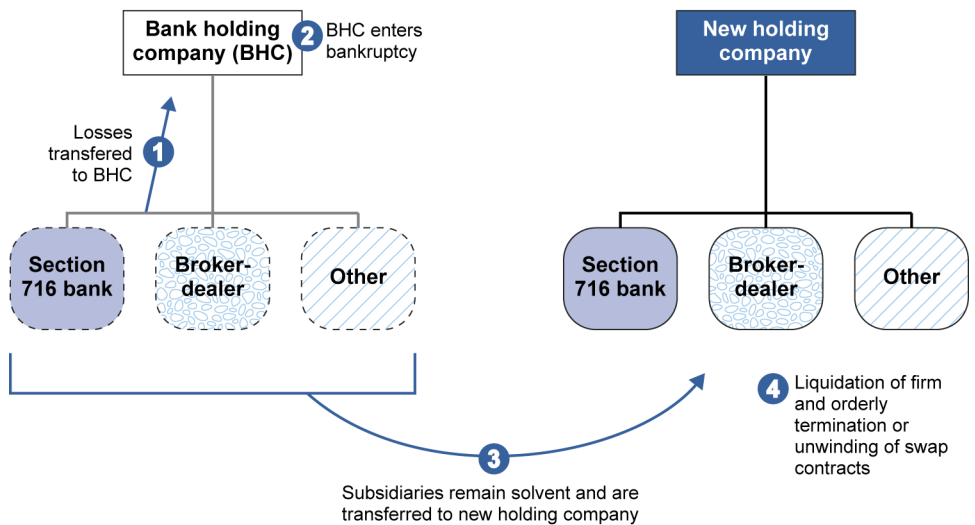 Bank holding
company (BHC)
2
BHC enters
bankruptcy
New holding
company
Losses
transfered
to BHC
1
Section
716 bank
Broker-
dealer
Other
Section
716 bank
Broker-
dealer
Other
4
Liquidation of firm
and orderly
termination or
unwinding of swap
contracts
3
Subsidiaries remain solvent and are
transferred to new holding company